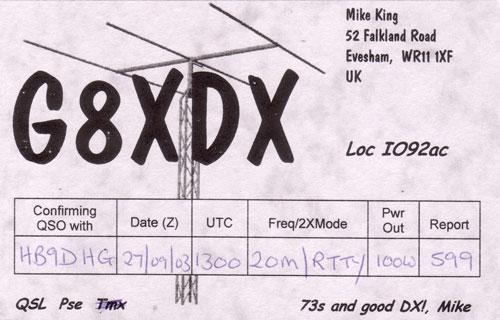 Mike King
52 Falkland Road
Evesham, WR11 1XF
UK
G8XDX
Loc IO92ac
Confirming QSO with Date (Z) UTC Freq/2XMode Pwr Out Report
HB9DHG 27/09/03 1300 20m/RTTY 100W 599
QSL Pse Tmx 73s and good DX!, Mike